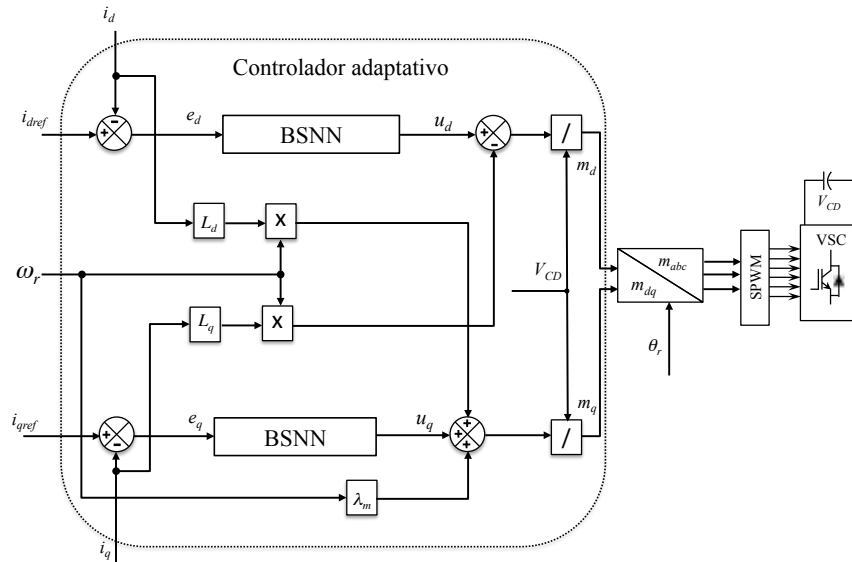 i_d
Controlador adaptativo
i_dref
+
-
e_d
BSNN
u_d
+
-
/
m_d
V_CD
VSC
L_d
X
ω_r
V_CD
m_abc
m_dq
SPWM
L_q
X
θ_r
i_qref
+
-
e_q
BSNN
u_q
+
+
+
/
m_q
λ_m
i_q